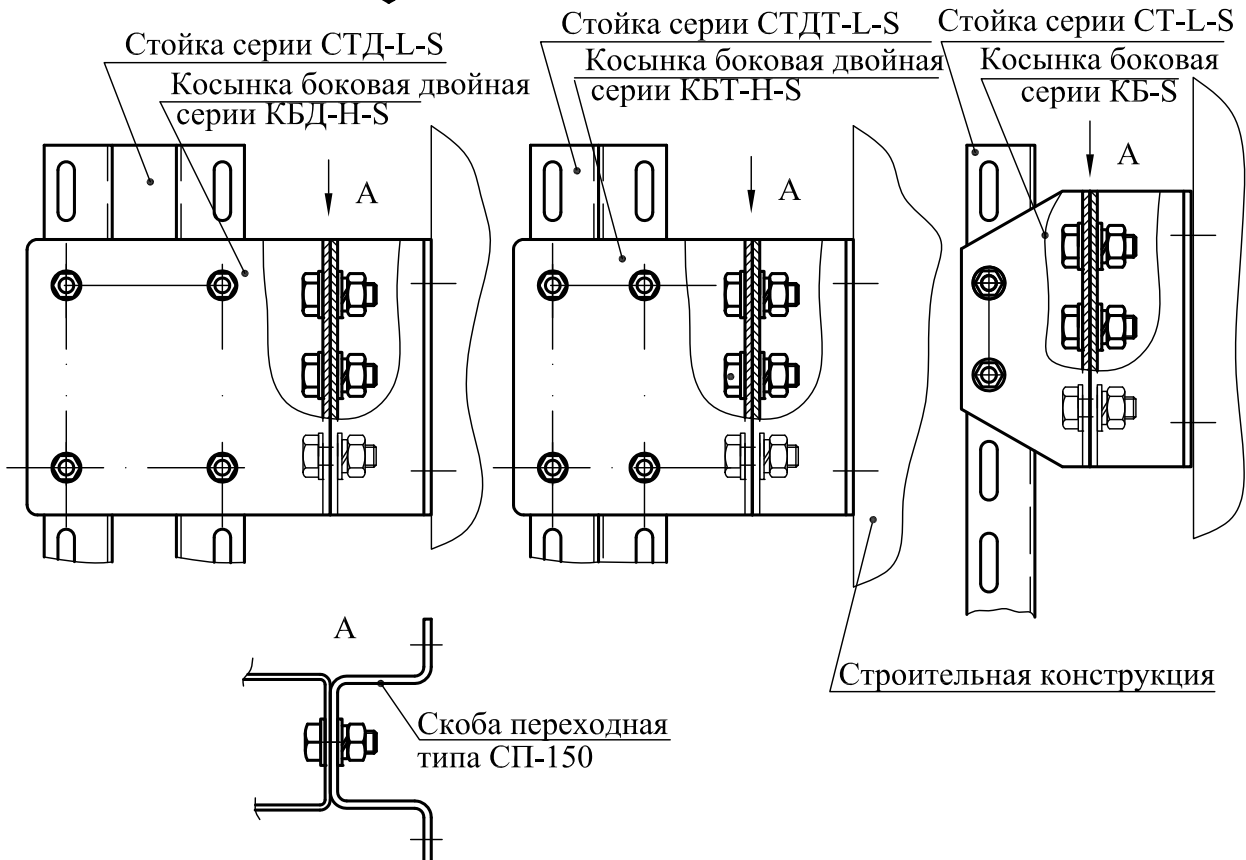 Стойка серии СТД-L-S
Косынка боковая двойная
серии КБД-Н-S
А
Стойка серии СТДТ-L-S
Косынка боковая двойная
серии КБТ-Н-S
А
Стойка серии СТ-L-S
Косынка боковая
серии КБ-S
А
А
Скоба переходная
типа СП-150
Строительная конструкция